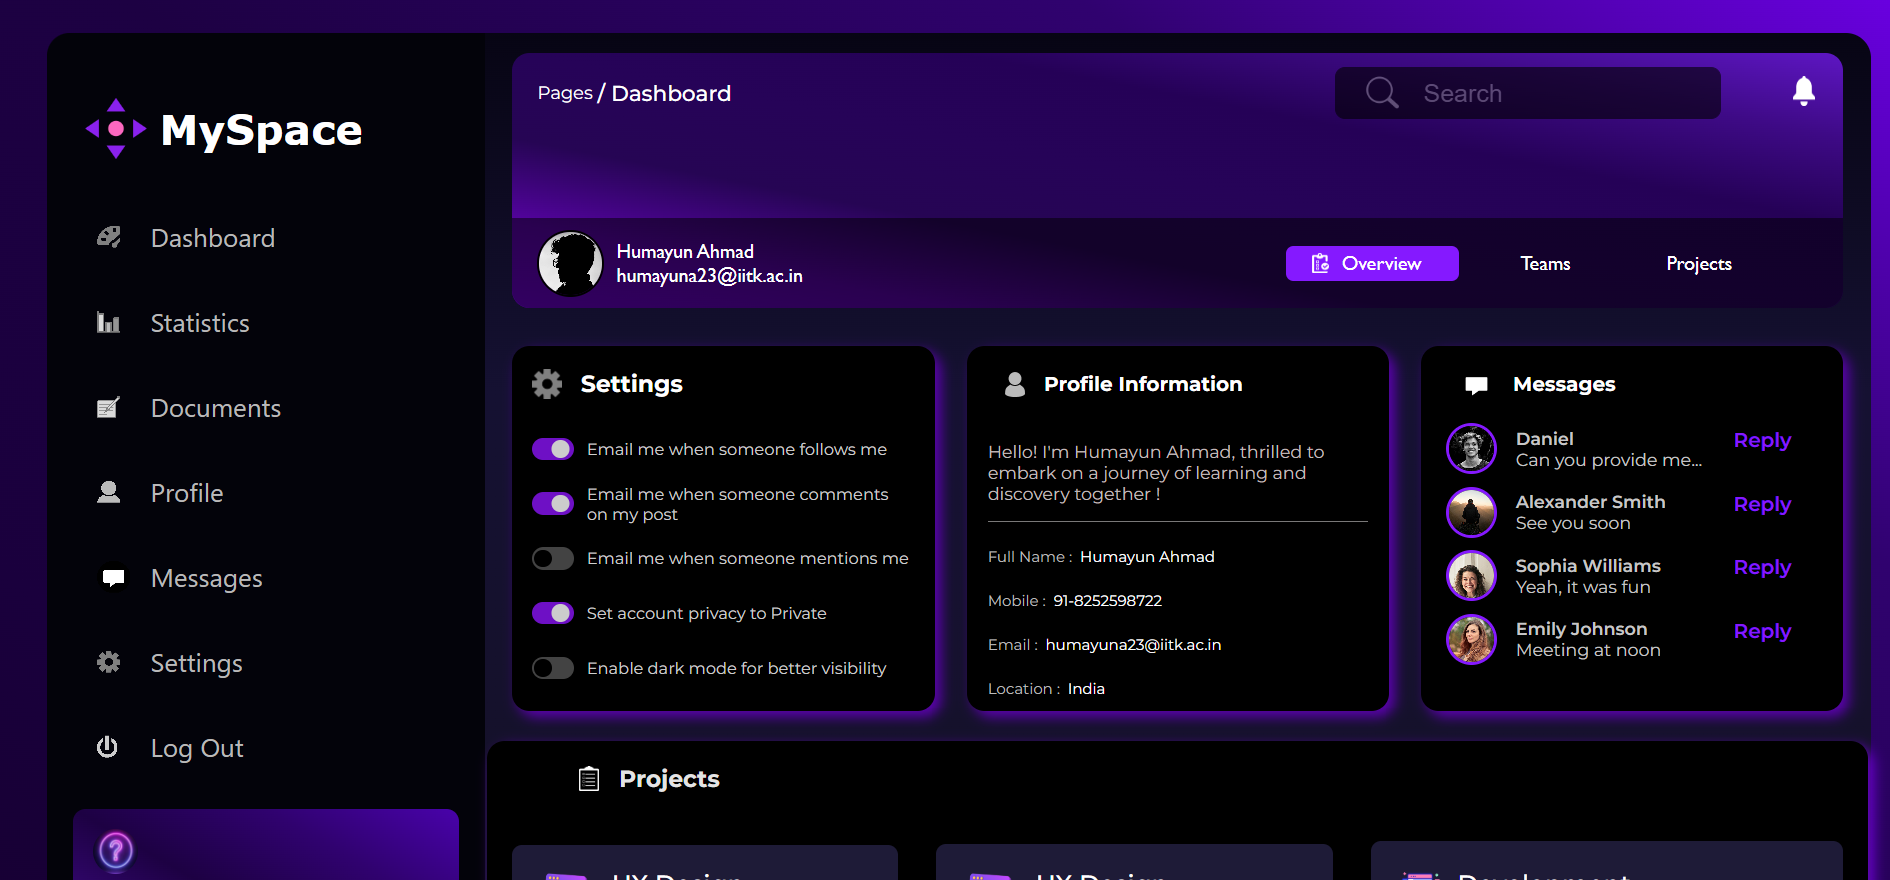 MySpace
Dashboard
Statistics
Documents
Profile
Messages
Settings
Log Out
?
Pages / Dashboard
Search
Humayun Ahmad
humayuna23@iitk.ac.in
Overview
Teams
Projects
Settings
Email me when someone follows me
Email me when someone comments
on my post
Email me when someone mentions me
Set account privacy to Private
Enable dark mode for better visibility
Profile Information
Hello! I'm Humayun Ahmad, thrilled to
embark on a journey of learning and
discovery together !
Full Name : Humayun Ahmad
Mobile : 91-8252598722
Email : humayuna23@iitk.ac.in
Location : India
Messages
Daniel
Can you provide me...
Reply
Alexander Smith
See you soon
Reply
Sophia Williams
Yeah, it was fun
Reply
Emily Johnson
Meeting at noon
Reply
Projects
UX Design
UX Design
Development